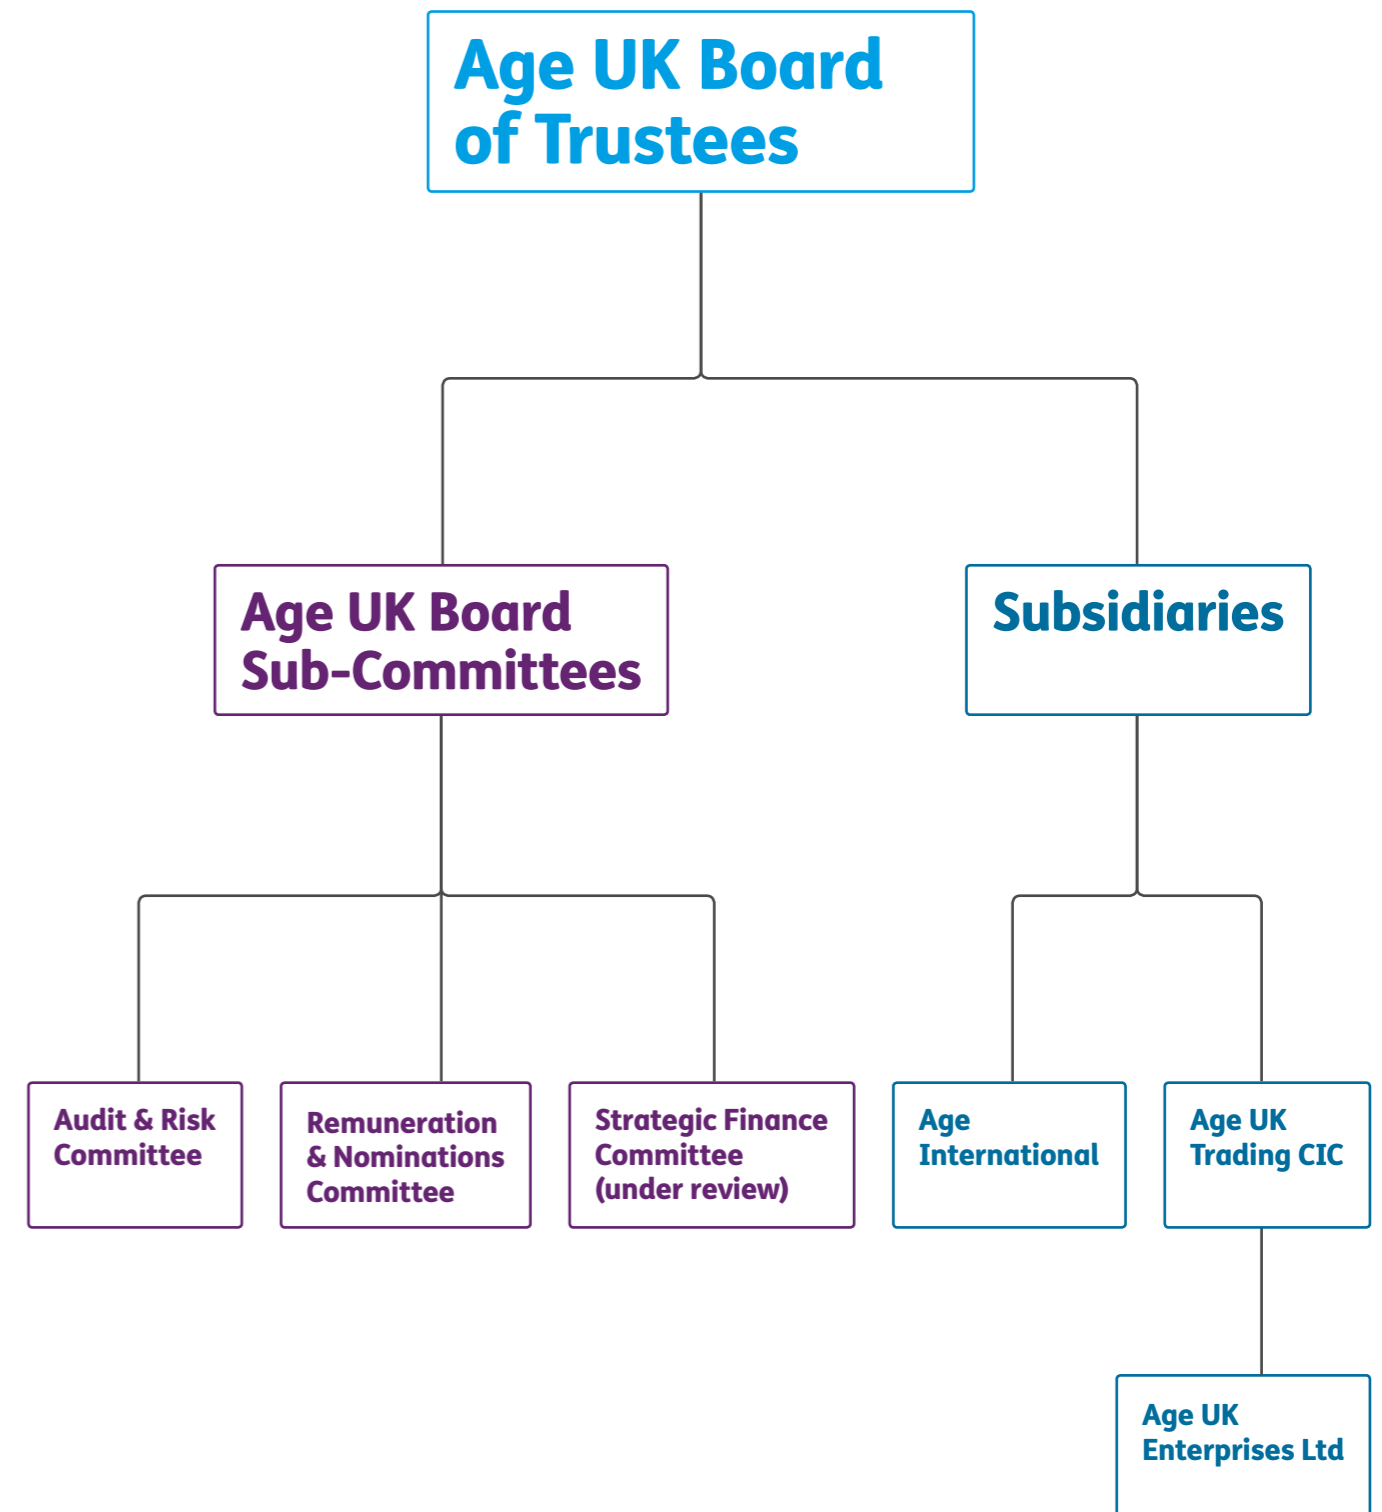 Age UK Board
of Trustees
Age UK Board
Sub-Committees
Subsidiaries
Audit & Risk
Committee
Remuneration
& Nominations
Committee
Strategic Finance
Committee
(under review)
Age
International
Age UK
Trading CIC
Age UK
Enterprises Ltd